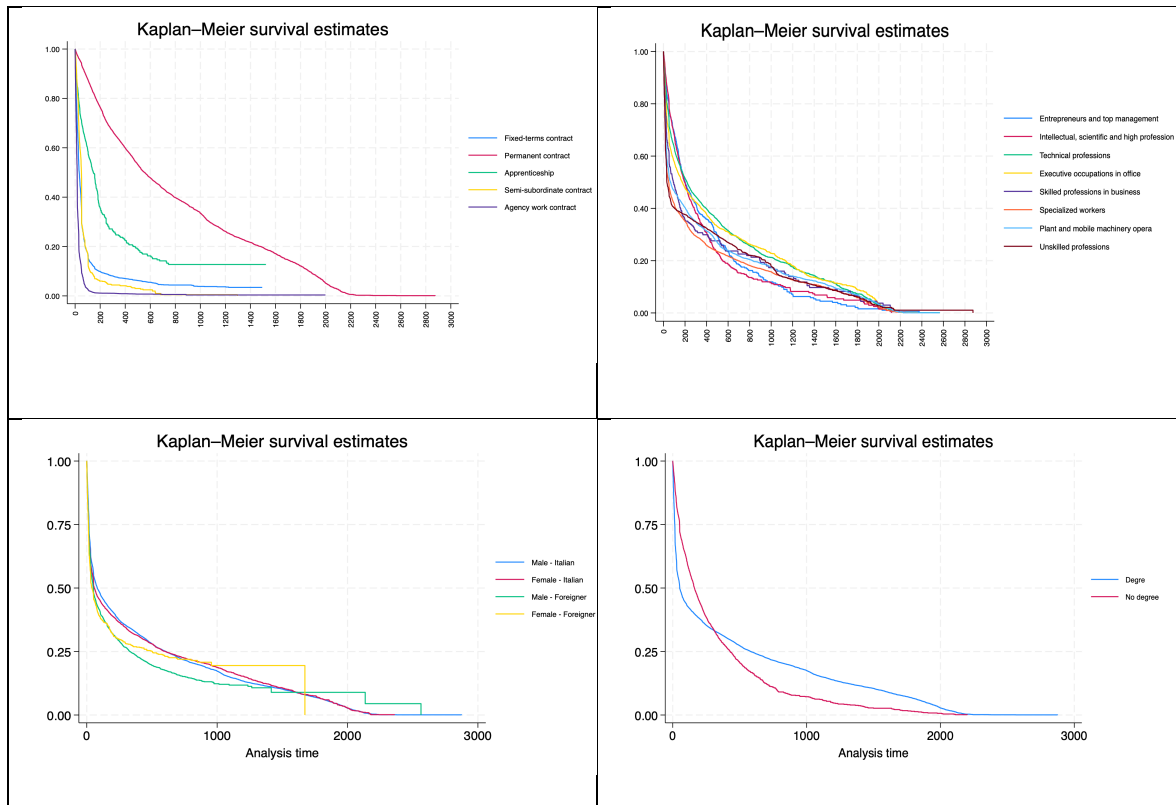 Kaplan–Meier survival estimates
1.00
0.80
0.60
0.40
0.20
0.00
0 200 400 600 800 1000 1200 1400 1600 1800 2000 2200 2400 2600 2800 3000
Fixed-terms contract
Permanent contract
Apprenticeship
Semi-subordinate contract
Agency work contract
Kaplan–Meier survival estimates
1.00
0.80
0.60
0.40
0.20
0.00
0 200 400 600 800 1000 1200 1400 1600 1800 2000 2200 2400 2600 2800 3000
Entrepreneurs and top management
Intellectual, scientific and high profession
Technical professions
Executive occupations in office
Skilled professions in business
Specialized workers
Plant and mobile machinery opera
Unskilled professions
Kaplan–Meier survival estimates
1.00
0.75
0.50
0.25
0.00
0 1000 2000 3000
Analysis time
Male - Italian
Female - Italian
Male - Foreigner
Female - Foreigner
Kaplan–Meier survival estimates
1.00
0.75
0.50
0.25
0.00
0 1000 2000 3000
Analysis time
Degre
No degree